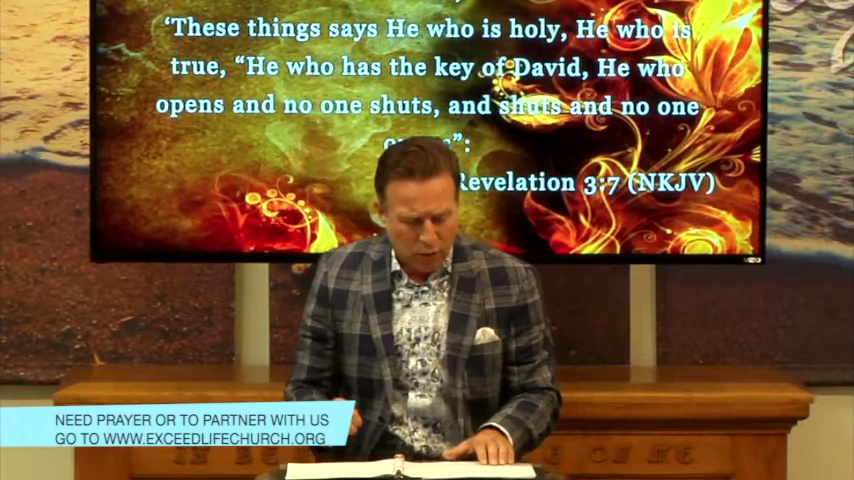 ‘These things says He who is holy, He who is
true, “He who has the key of David, He who
opens and no one shuts, and shuts and no one
”:
Revelation 3:7 (NKJV)
VIZIO
NEED PRAYER OR TO PARTNER WITH US
GO TO WWW.EXCEEDLIFECHURCH.ORG